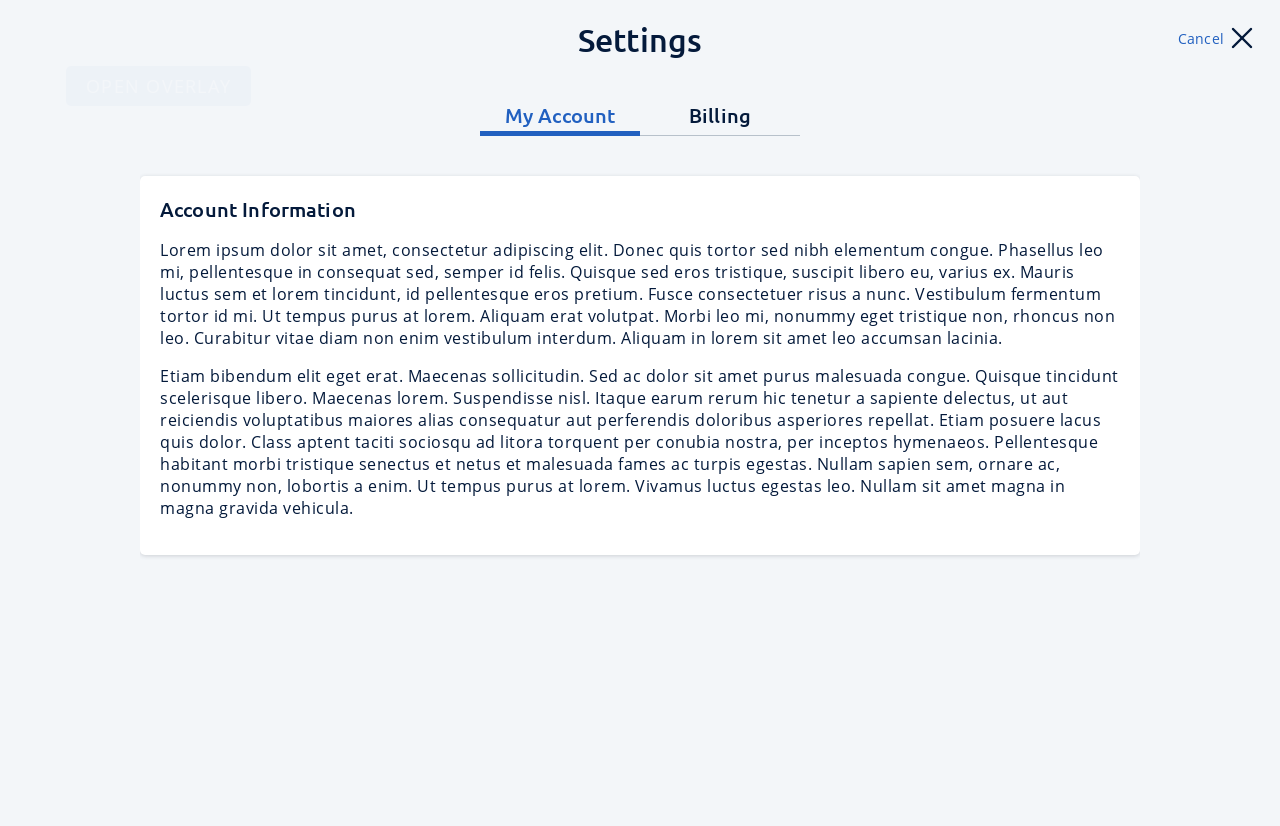 Settings
Cancel
OPEN OVERLAY
My Account
Billing
Account Information
Lorem ipsum dolor sit amet, consectetur adipiscing elit. Donec quis tortor sed nibh elementum congue. Phasellus leo
mi, pellentesque in consequat sed, semper id felis. Quisque sed eros tristique, suscipit libero eu, varius ex. Mauris
luctus sem et lorem tincidunt, id pellentesque eros pretium. Fusce consectetuer risus a nunc. Vestibulum fermentum
tortor id mi. Ut tempus purus at lorem. Aliquam erat volutpat. Morbi leo mi, nonummy eget tristique non, rhoncus non
leo. Curabitur vitae diam non enim vestibulum interdum. Aliquam in lorem sit amet leo accumsan lacinia.
Etiam bibendum elit eget erat. Maecenas sollicitudin. Sed ac dolor sit amet purus malesuada congue. Quisque tincidunt
scelerisque libero. Maecenas lorem. Suspendisse nisl. Itaque earum rerum hic tenetur a sapiente delectus, ut aut
reiciendis voluptatibus maiores alias consequatur aut perferendis doloribus asperiores repellat. Etiam posuere lacus
quis dolor. Class aptent taciti sociosqu ad litora torquent per conubia nostra, per inceptos hymenaeos. Pellentesque
habitant morbi tristique senectus et netus et malesuada fames ac turpis egestas. Nullam sapien sem, ornare ac,
nonummy non, lobortis a enim. Ut tempus purus at lorem. Vivamus luctus egestas leo. Nullam sit amet magna in
magna gravida vehicula.